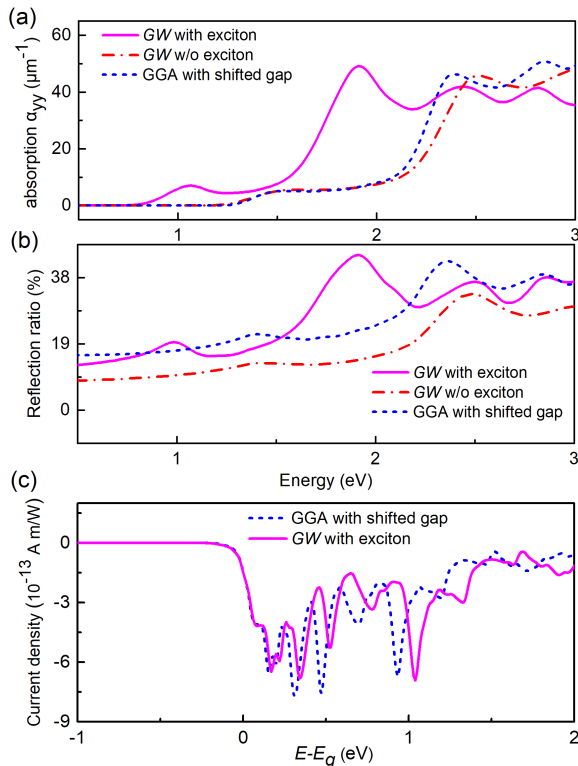 (a)
absorption αyy (μm⁻¹)
60
40
20
0
GW with exciton
GW w/o exciton
GGA with shifted gap
1
2
3
(b)
Reflection ratio (%)
38
19
0
GW with exciton
GW w/o exciton
GGA with shifted gap
1
2
3
Energy (eV)
(c)
Current density (10⁻¹³ A m/W)
0
-3
-6
-9
GGA with shifted gap
GW with exciton
-1
0
1
2
E-Eg (eV)